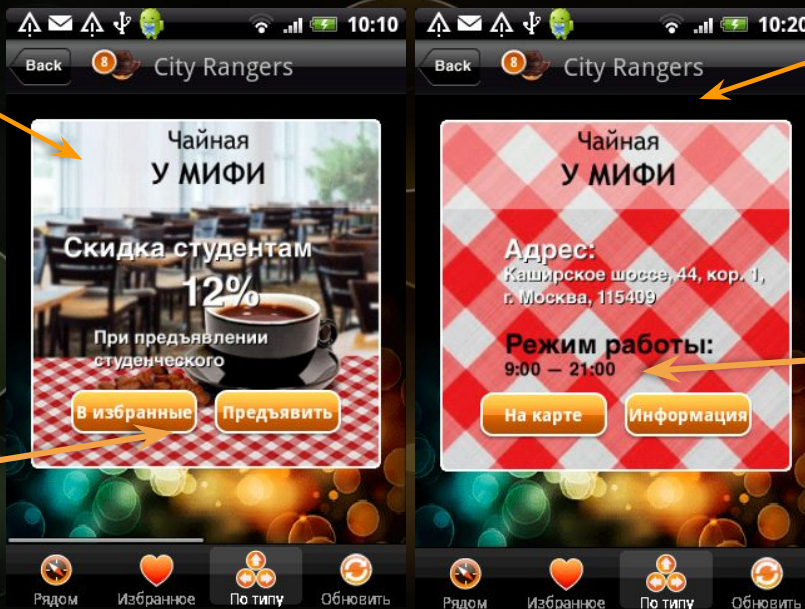 10:10
Back
8
City Rangers
Чайная
У МИФИ
Скидка студентам
12%
При предъявлении
студенческого
В избранные
Предъявить
Рядом
Избранное
По типу
Обновить
10:20
Back
8
City Rangers
Чайная
У МИФИ
Адрес:
Каширское шоссе, 44, кор. 1,
г. Москва, 115409
Режим работы:
9:00 — 21:00
На карте
Информация
Рядом
Избранное
По типу
Обновить